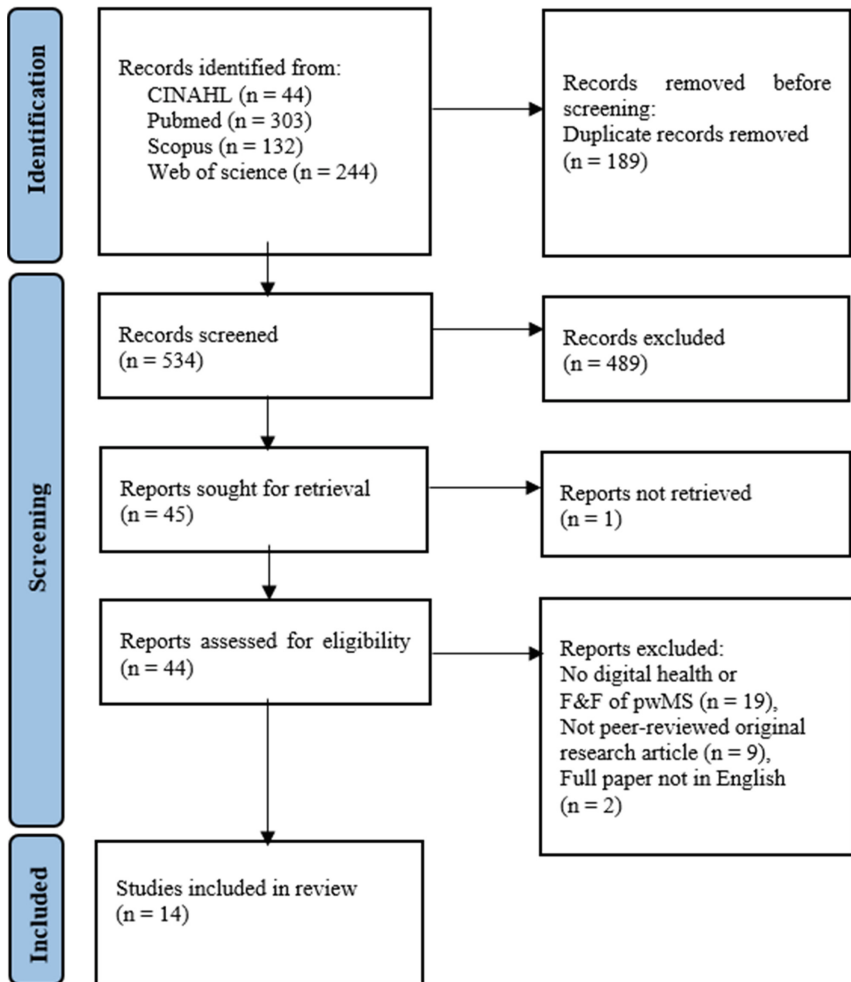 Identification
Records identified from:
CINAHL (n = 44)
Pubmed (n = 303)
Scopus (n = 132)
Web of science (n = 244)
Records removed before
screening:
Duplicate records removed
(n = 189)
Screening
Records screened
(n = 534)
Records excluded
(n = 489)
Reports sought for retrieval
(n = 45)
Reports not retrieved
(n = 1)
Reports assessed for eligibility
(n = 44)
Reports excluded:
No digital health or
F&F of pwMS (n = 19),
Not peer-reviewed original
research article (n = 9),
Full paper not in English
(n = 2)
Included
Studies included in review
(n = 14)